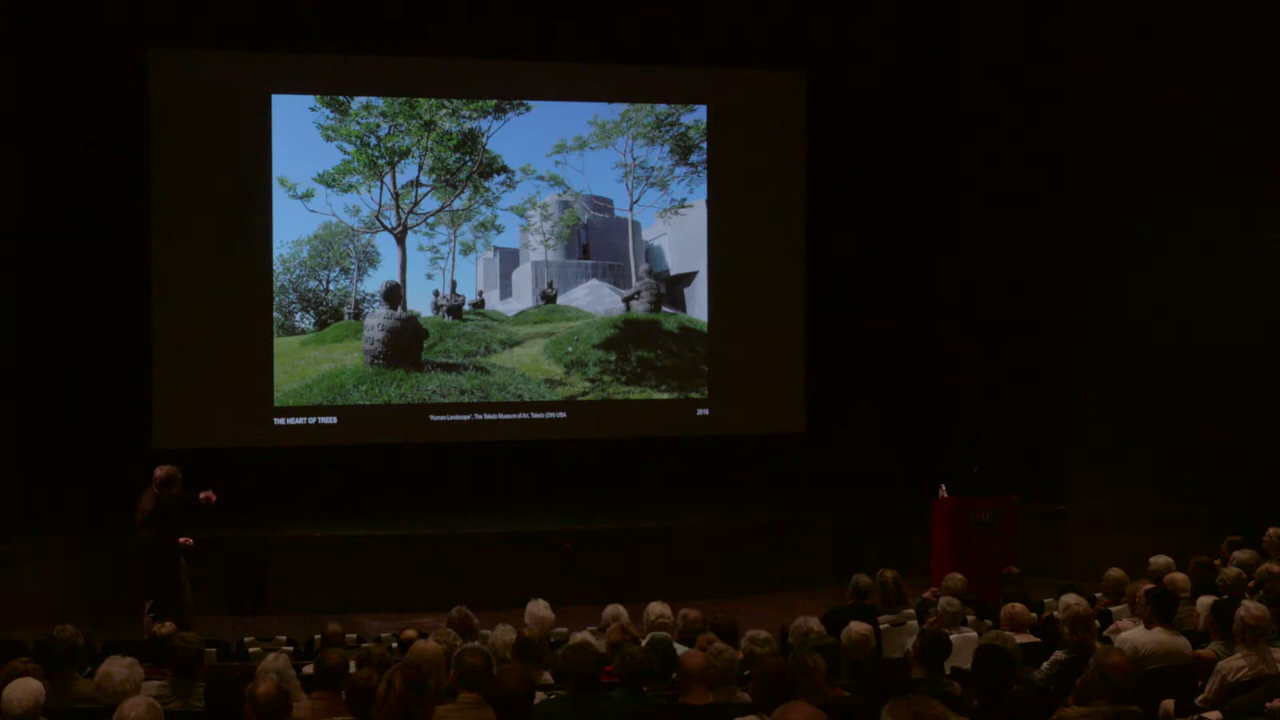 THE HEART OF TREES
"Human Landscape", The Toledo Museum of Art, Toledo (OH) USA
2016